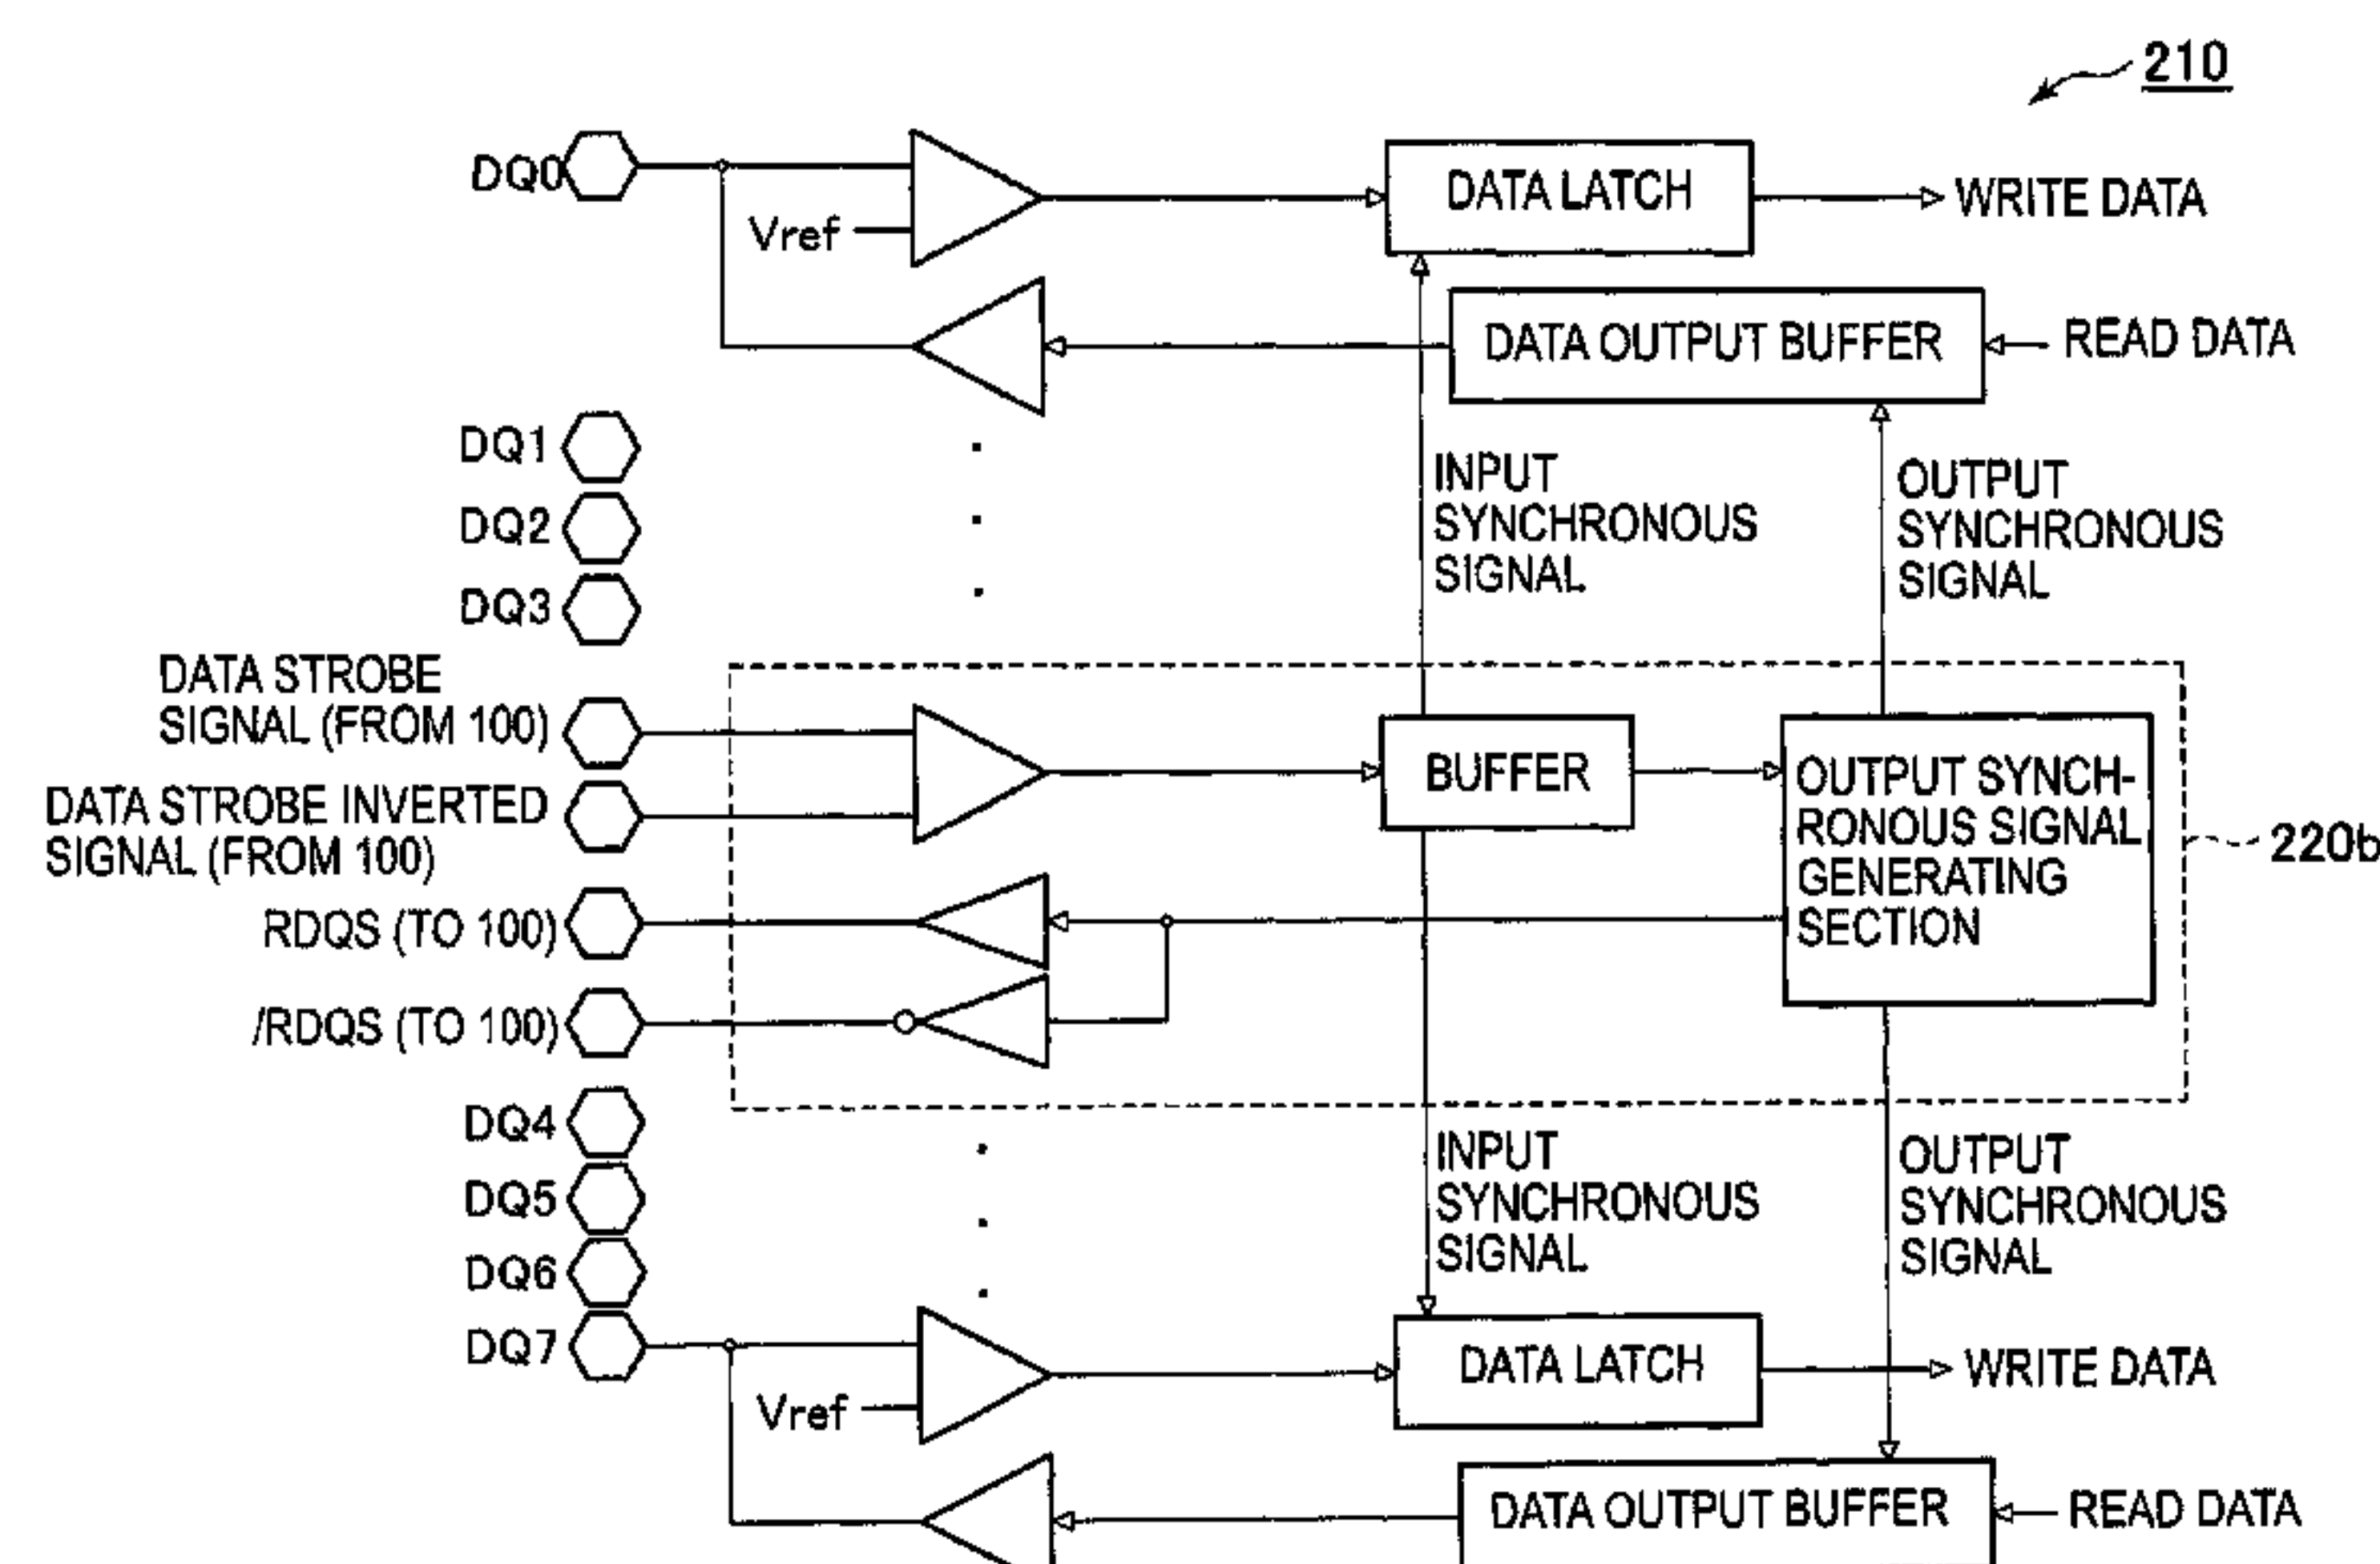 210
DQ0
Vref
DATA LATCH
WRITE DATA
DATA OUTPUT BUFFER
READ DATA
DQ1
DQ2
DQ3
INPUT
SYNCHRONOUS
SIGNAL
OUTPUT
SYNCHRONOUS
SIGNAL
DATA STROBE
SIGNAL (FROM 100)
DATA STROBE INVERTED
SIGNAL (FROM 100)
RDQS (TO 100)
/RDQS (TO 100)
BUFFER
OUTPUT SYNCH-
RONOUS SIGNAL
GENERATING
SECTION
220b
DQ4
DQ5
DQ6
DQ7
INPUT
SYNCHRONOUS
SIGNAL
OUTPUT
SYNCHRONOUS
SIGNAL
Vref
DATA LATCH
WRITE DATA
DATA OUTPUT BUFFER
READ DATA